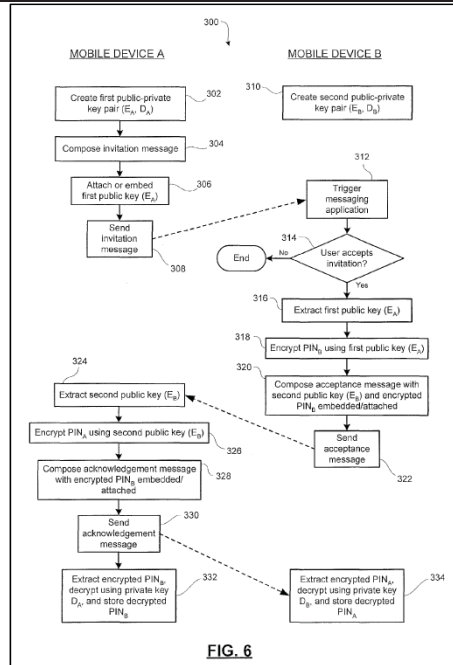 300
MOBILE DEVICE A
MOBILE DEVICE B
302
Create first public-private
key pair (EA, DA)
310
Create second public-private
key pair (EB, DB)
304
Compose invitation message
306
Attach or embed
first public key (EA)
312
Trigger
messaging
application
Send
invitation
message
308
314
User accepts
invitation?
No
End
Yes
316
Extract first public key (EA)
318
Encrypt PINB using first public key (EA)
320
Compose acceptance message with
second public key (EB) and encrypted
PINB embedded/attached
324
Extract second public key (EB)
Encrypt PINA using second public key (EB)
326
Send
acceptance
message
322
Compose acknowledgement message
with encrypted PINB embedded/
attached
328
330
Send
acknowledgement
message
Extract encrypted PINB,
decrypt using private key
DA, and store decrypted
PINB
332
Extract encrypted PINA,
decrypt using private key
DB, and store decrypted
PINA
334
FIG. 6